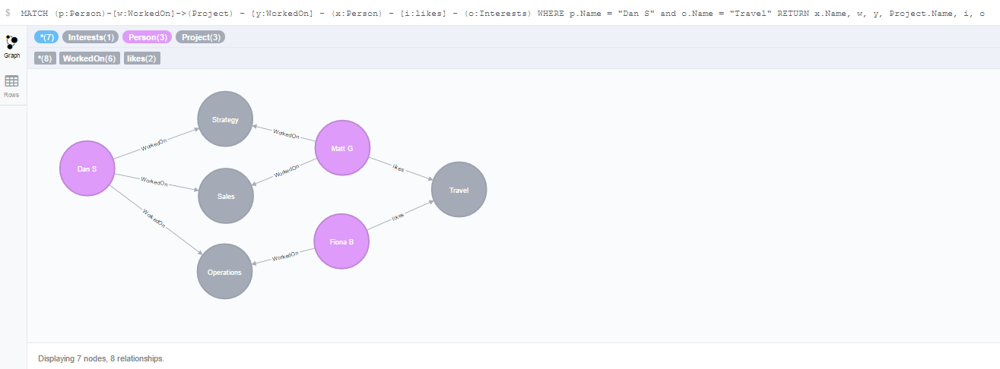 $ MATCH (p:Person)-[w:WorkedOn]->(Project) - [y:WorkedOn] - (x:Person) - [i:likes] - (o:Interests) WHERE p.Name = "Dan S" and o.Name = "Travel" RETURN x.Name, w, y, Project.Name, i, o
*(7) Interests(1) Person(3) Project(3)
Graph
*(8) WorkedOn(6) likes(2)
Rows
Strategy
WorkedOn
WorkedOn
Matt G
Dan S
likes
WorkedOn
WorkedOn
Travel
Sales
WorkedOn
likes
Fiona B
WorkedOn
Operations
Displaying 7 nodes, 8 relationships.